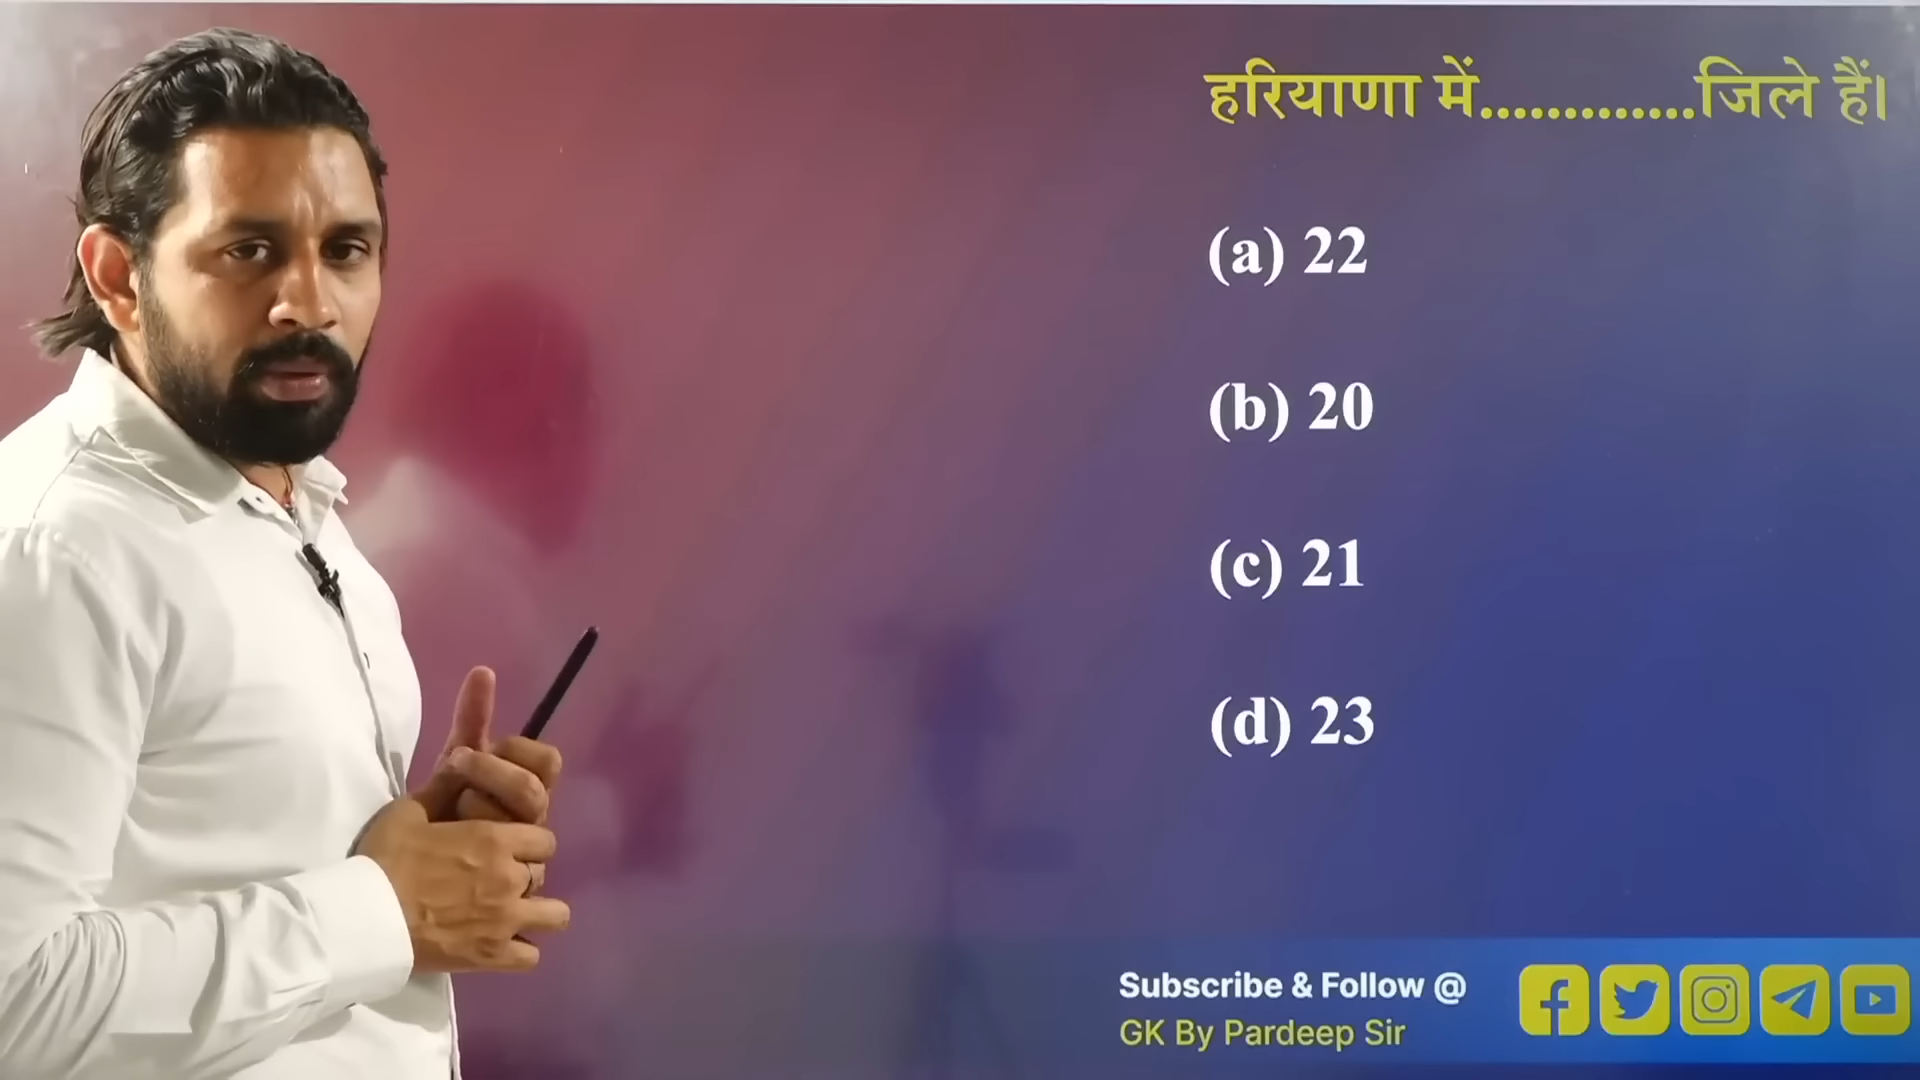 हरियाणा में.............जिले हैं।
(a) 22
(b) 20
(c) 21
(d) 23
Subscribe & Follow @
GK By Pardeep Sir